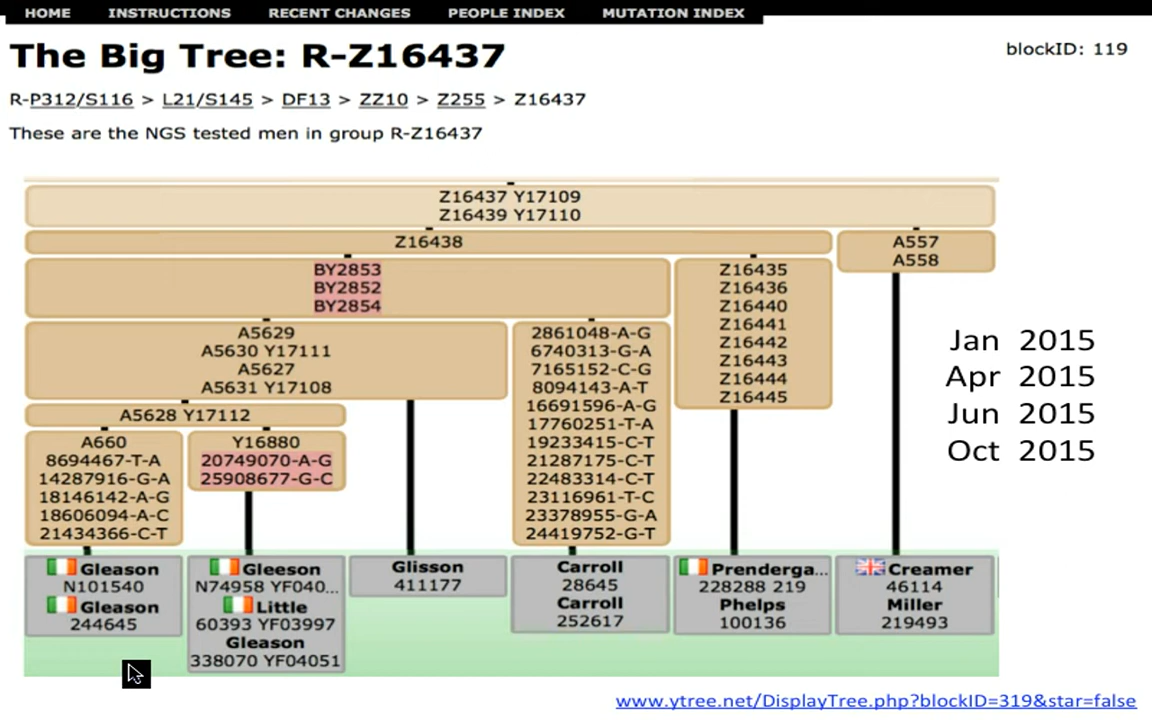 HOME INSTRUCTIONS RECENT CHANGES PEOPLE INDEX MUTATION INDEX
The Big Tree: R-Z16437
blockID: 119
R-P312/S116 > L21/S145 > DF13 > ZZ10 > Z255 > Z16437
These are the NGS tested men in group R-Z16437
Z16437 Y17109
Z16439 Y17110
Z16438
A557
A558
BY2853
BY2852
BY2854
Z16435
Z16436
Z16440
Z16441
Z16442
Z16443
Z16444
Z16445
A5629
A5630 Y17111
A5627
A5631 Y17108
2861048-A-G
6740313-G-A
7165152-C-G
8094143-A-T
16691596-A-G
17760251-T-A
19233415-C-T
21287175-C-T
22483314-C-T
23116961-T-C
23378955-G-A
24419752-G-T
A5628 Y17112
A660
8694467-T-A
14287916-G-A
18146142-A-G
18606094-A-C
21434366-C-T
Y16880
20749070-A-G
25908677-G-C
Jan 2015
Apr 2015
Jun 2015
Oct 2015
Gleason
N101540
Gleason
244645
Gleeson
N74958 YF040...
Little
60393 YF03997
Gleason
338070 YF04051
Glisson
411177
Carroll
28645
Carroll
252617
Prenderga...
228288 219
Phelps
100136
Creamer
46114
Miller
219493
www.ytree.net/DisplayTree.php?blockID=319&star=false